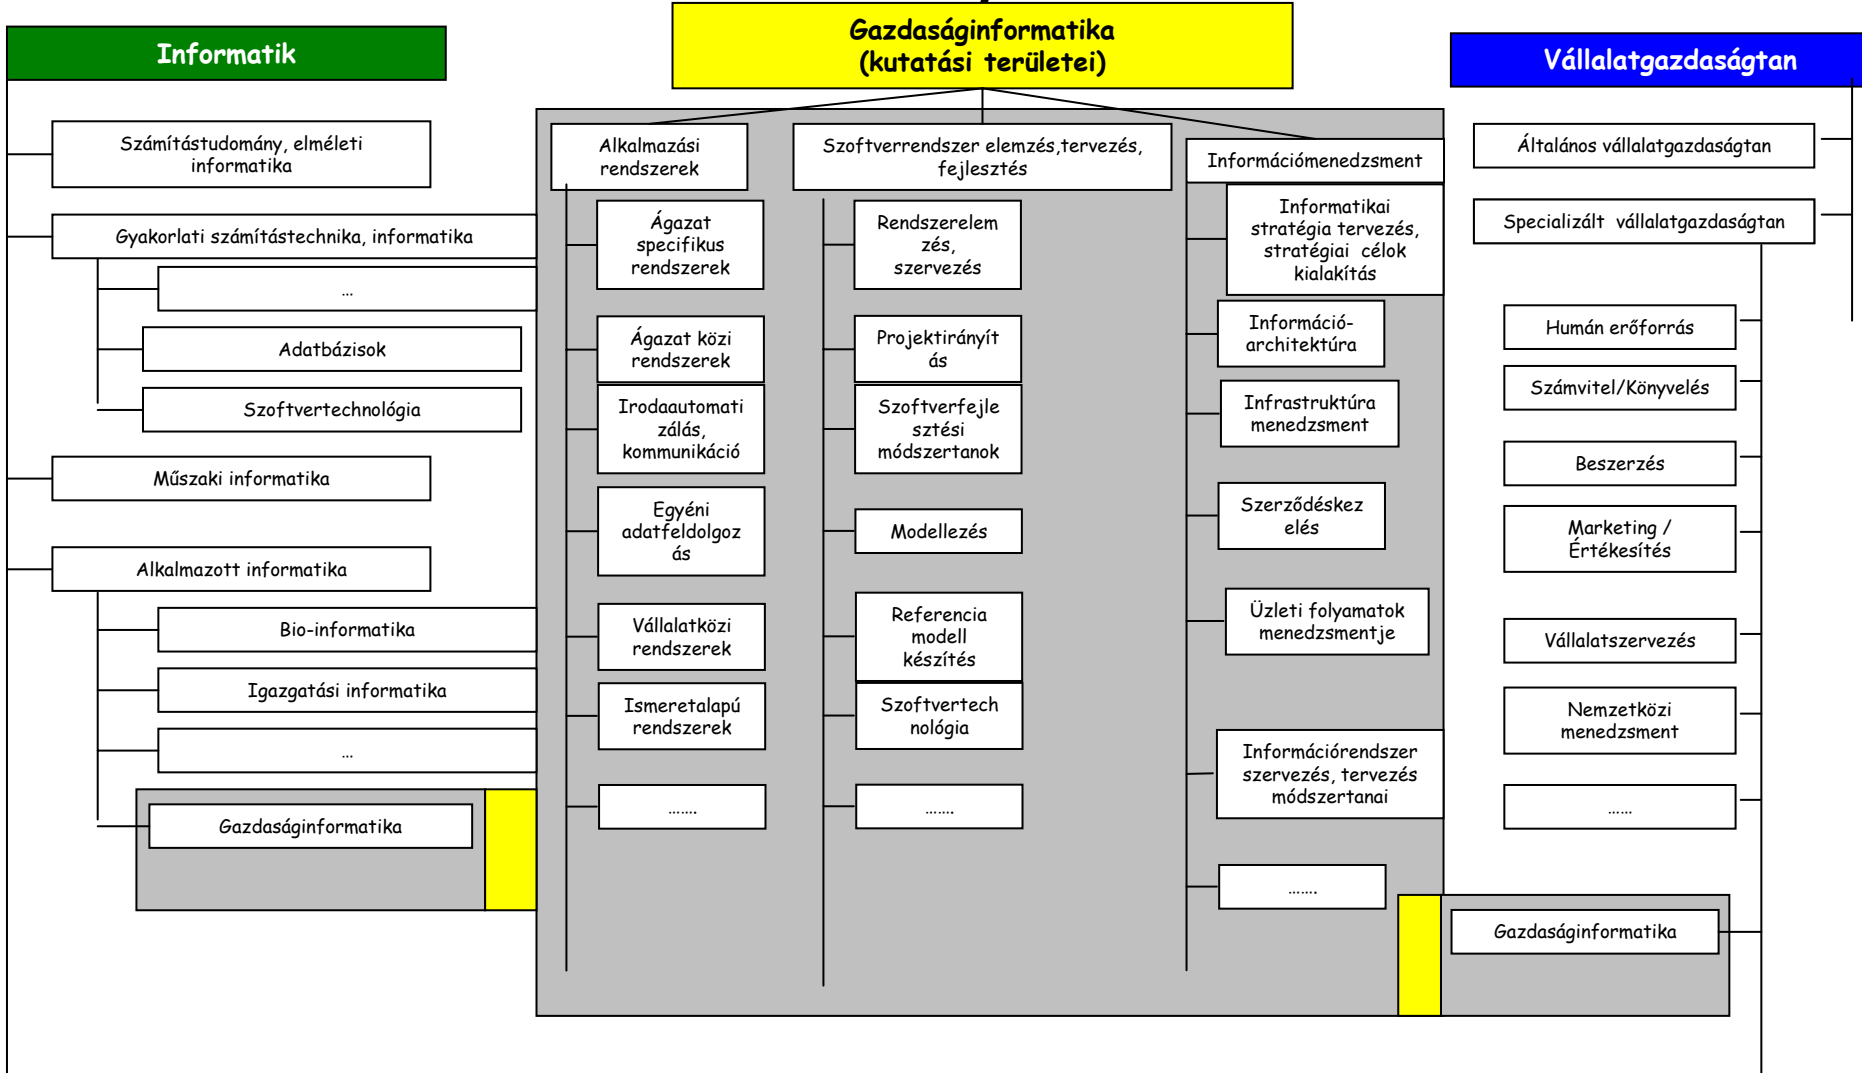 Informatik
Számítástudomány, elméleti
informatika
Gyakorlati számítástechnika, informatika
…
Adatbázisok
Szoftvertechnológia
Műszaki informatika
Alkalmazott informatika
Bio-informatika
Igazgatási informatika
…
Gazdaságinformatika
Gazdaságinformatika
(kutatási területei)
Alkalmazási
rendszerek
Ágazat
specifikus
rendszerek
Ágazat közi
rendszerek
Irodaautomati
zálás,
kommunikáció
Egyéni
adatfeldolgoz
ás
Vállalatközi
rendszerek
Ismeretalapú
rendszerek
…….
Szoftverrendszer elemzés,tervezés,
fejlesztés
Rendszerelem
zés,
szervezés
Projektirányít
ás
Szoftverfejle
sztési
módszertanok
Modellezés
Referencia
modell
készítés
Szoftvertech
nológia
…….
Információmenedzsment
Informatikai
stratégia tervezés,
stratégiai célok
kialakítás
Információ-
architektúra
Infrastruktúra
menedzsment
Szerződéskez
elés
Üzleti folyamatok
menedzsmentje
Információrendszer
szervezés, tervezés
módszertanai
…….
Vállalatgazdaságtan
Általános vállalatgazdaságtan
Specializált vállalatgazdaságtan
Humán erőforrás
Számvitel/Könyvelés
Beszerzés
Marketing /
Értékesítés
Vállalatszervezés
Nemzetközi
menedzsment
……
Gazdaságinformatika